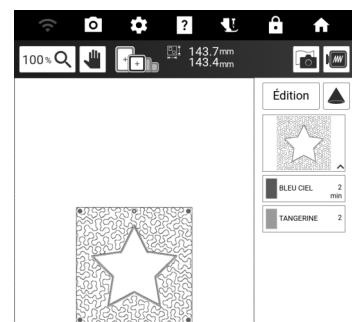 ?
100%
143.7mm
143.4mm
Édition
BLEU CIEL 2
min
TANGERINE 2